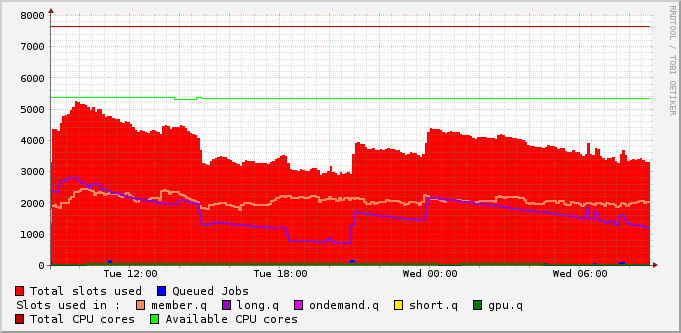 8000
7000
6000
5000
4000
3000
2000
1000
0
Tue 12:00 Tue 18:00 Wed 00:00 Wed 06:00
Total slots used Queued Jobs
Slots used in : member.q long.q ondemand.q short.q gpu.q
Total CPU cores Available CPU cores
RRDTOOL / TOBI OETIKER